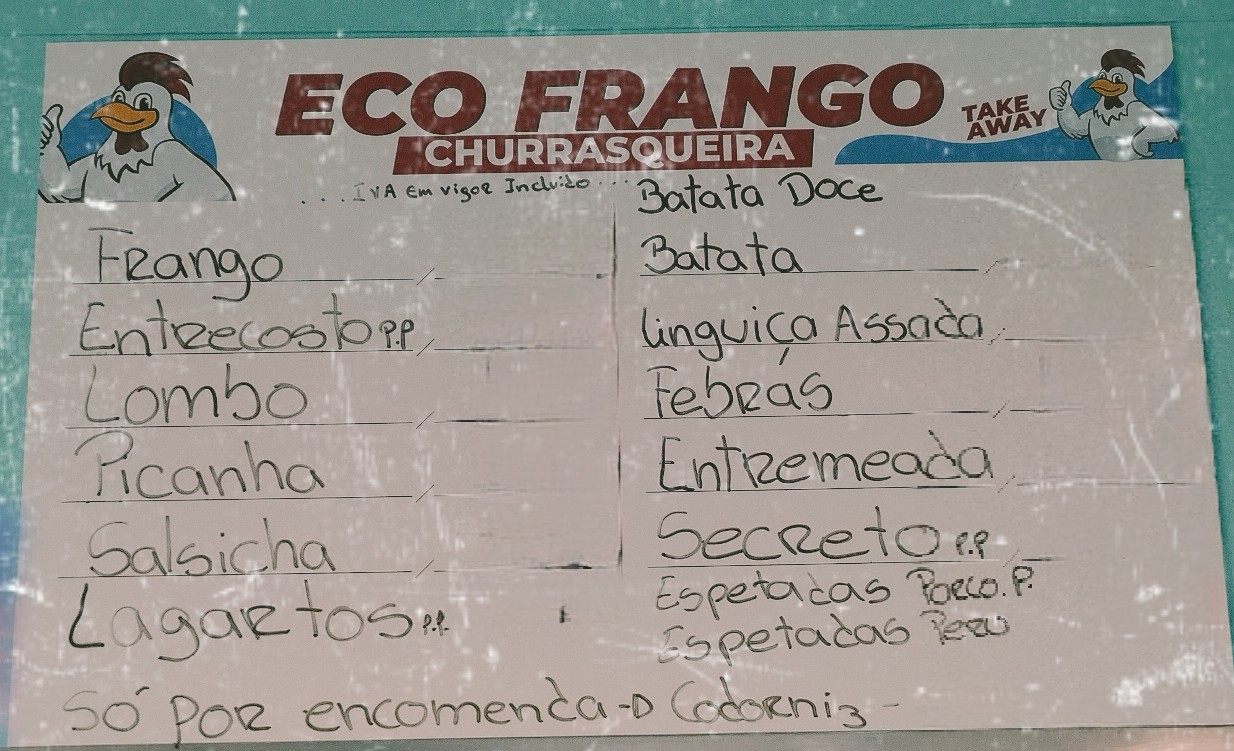 ECO FRANGO
CHURRASQUEIRA
TAKE
AWAY
...IVA Em vigor Incluido...
Frango
Entrecosto P.P
Lombo
Picanha
Salsicha
Lagartos P.P.
Batata Doce
Batata
linguiça Assada
Febras
Entremeada
Secreto P.P
Espetadas Porco.P.
Espetadas Peru
Só por encomenda-D Codorniz -